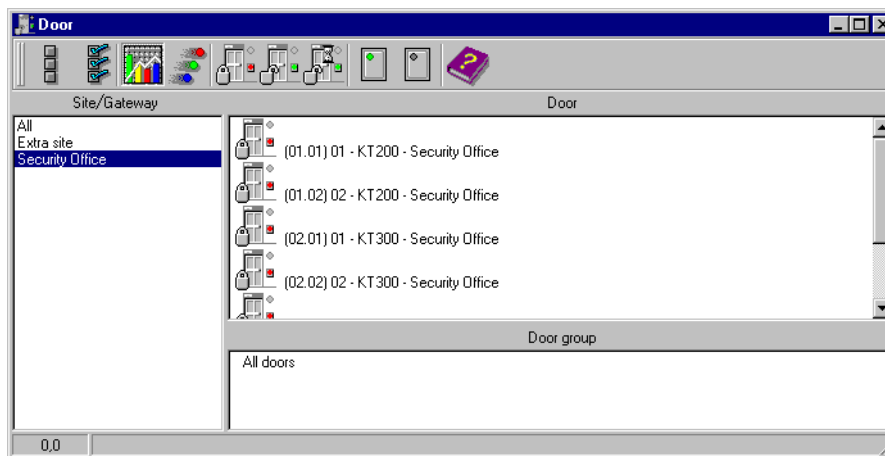 Door
Site/Gateway
Door
All
Extra site
Security Office
(01.01) 01 - KT200 - Security Office
(01.02) 02 - KT200 - Security Office
(02.01) 01 - KT300 - Security Office
(02.02) 02 - KT300 - Security Office
Door group
All doors
0,0